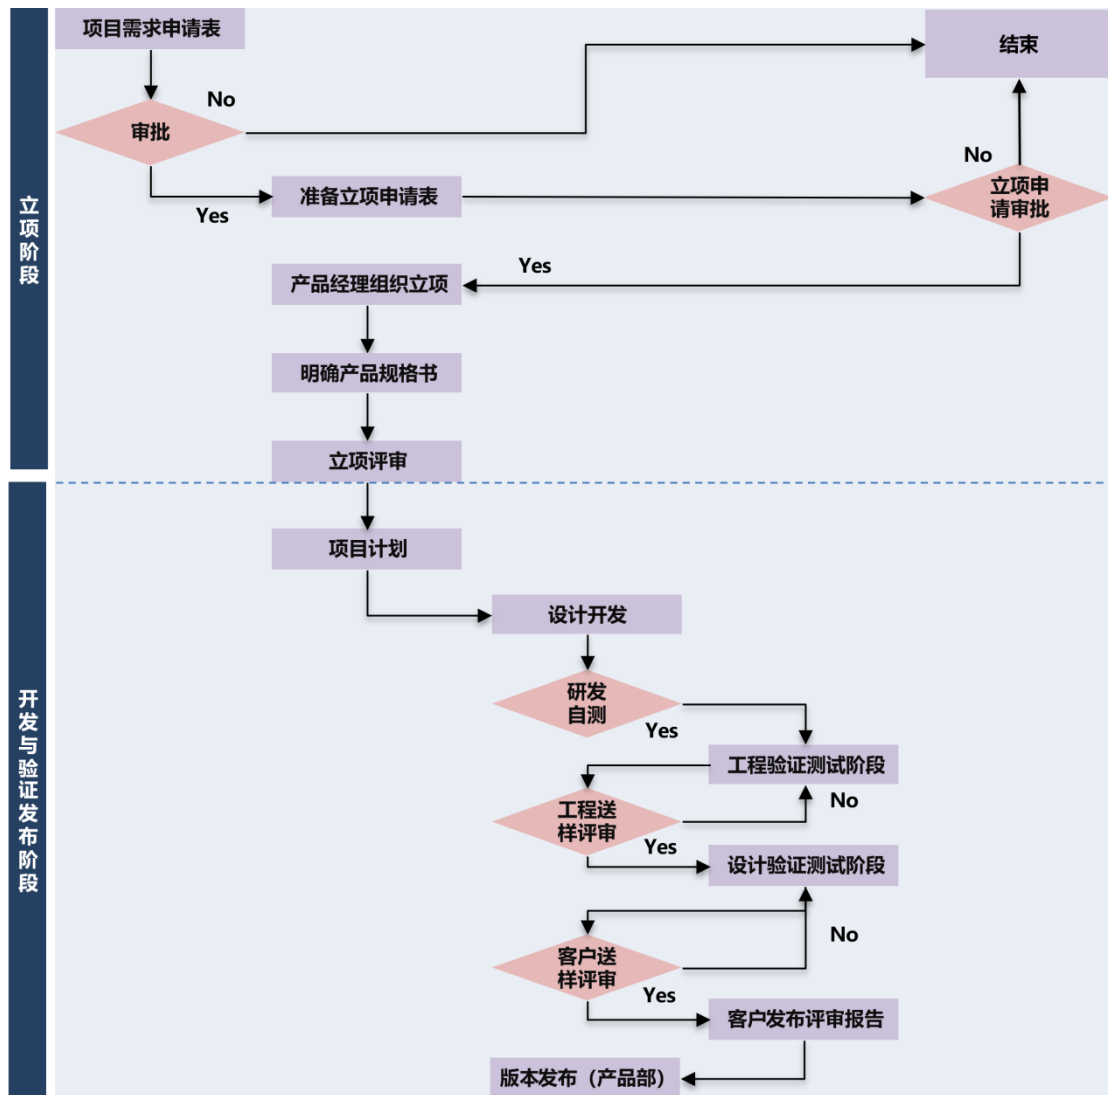 立项阶段
项目需求申请表
结束
No
审批
No
准备立项申请表
立项申
请审批
Yes
Yes
产品经理组织立项
明确产品规格书
立项评审
开发与验证发布阶段
项目计划
设计开发
研发
自测
Yes
工程验证测试阶段
No
工程送
样评审
Yes
设计验证测试阶段
No
客户送
样评审
Yes
客户发布评审报告
版本发布（产品部）